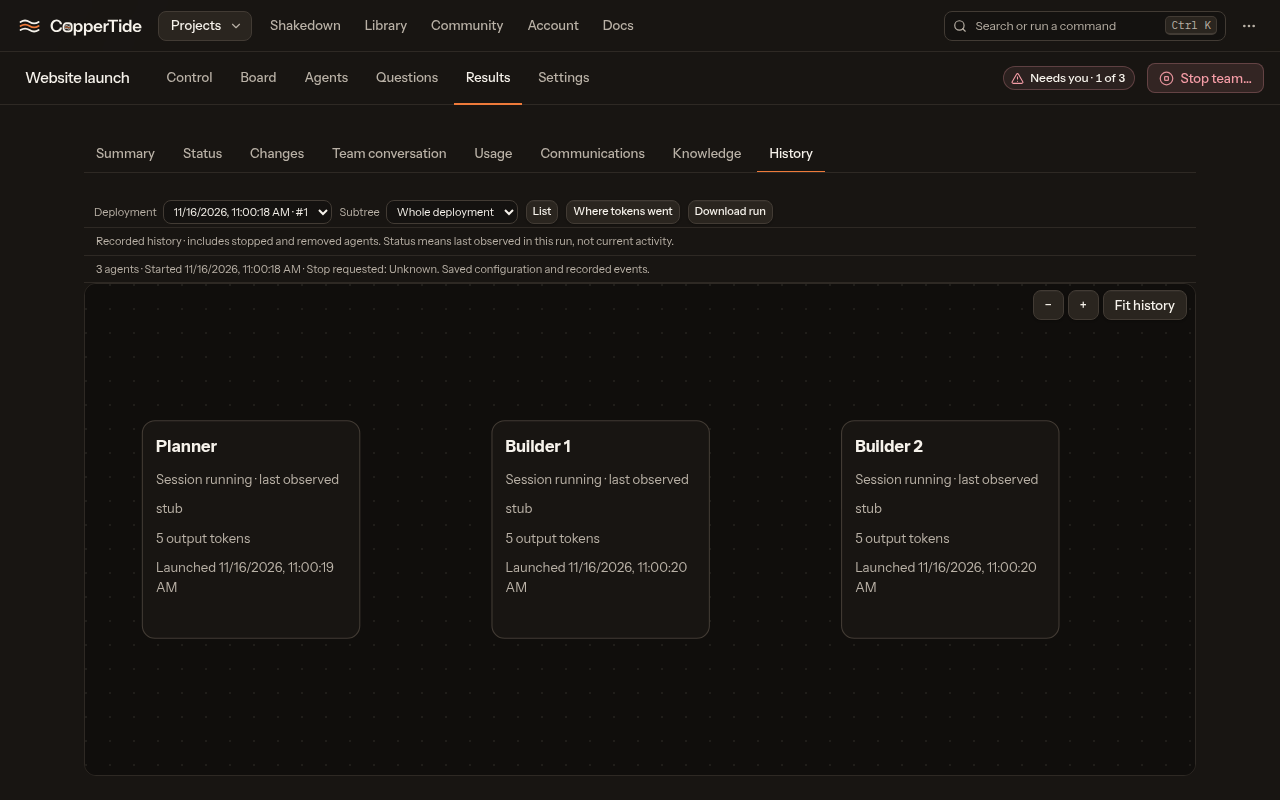 CopperTide Projects Shakedown Library Community Account Docs Search or run a command Ctrl K
Website launch Control Board Agents Questions Results Settings Needs you · 1 of 3 Stop team...
Summary Status Changes Team conversation Usage Communications Knowledge History
Deployment 11/16/2026, 11:00:18 AM · #1 Subtree Whole deployment List Where tokens went Download run
Recorded history · includes stopped and removed agents. Status means last observed in this run, not current activity.
3 agents · Started 11/16/2026, 11:00:18 AM · Stop requested: Unknown. Saved configuration and recorded events.
− + Fit history
Planner
Session running · last observed
stub
5 output tokens
Launched 11/16/2026, 11:00:19
AM
Builder 1
Session running · last observed
stub
5 output tokens
Launched 11/16/2026, 11:00:20
AM
Builder 2
Session running · last observed
stub
5 output tokens
Launched 11/16/2026, 11:00:20
AM